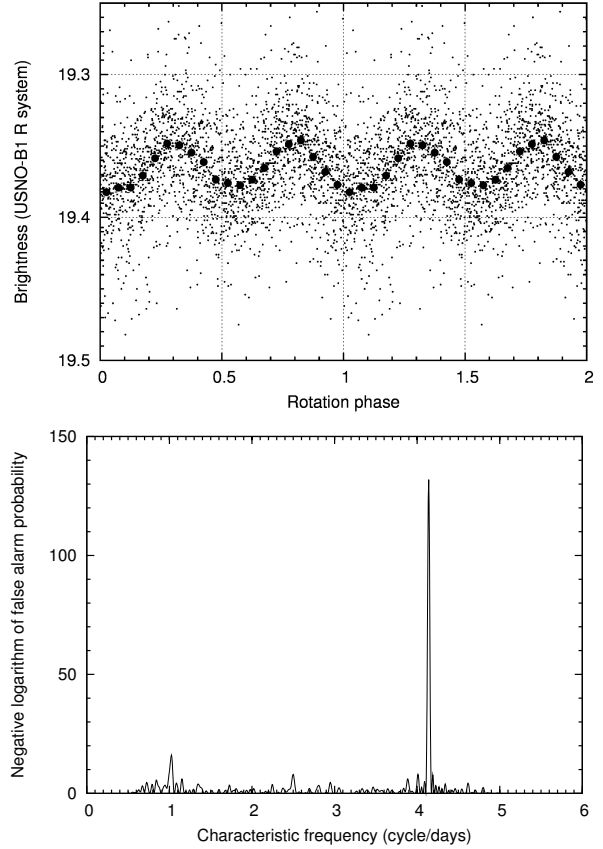 19.3
19.4
19.5
Brightness (USNO-B1 R system)
0 0.5 1 1.5 2
Rotation phase
150
100
50
0
Negative logarithm of false alarm probability
0 1 2 3 4 5 6
Characteristic frequency (cycle/days)